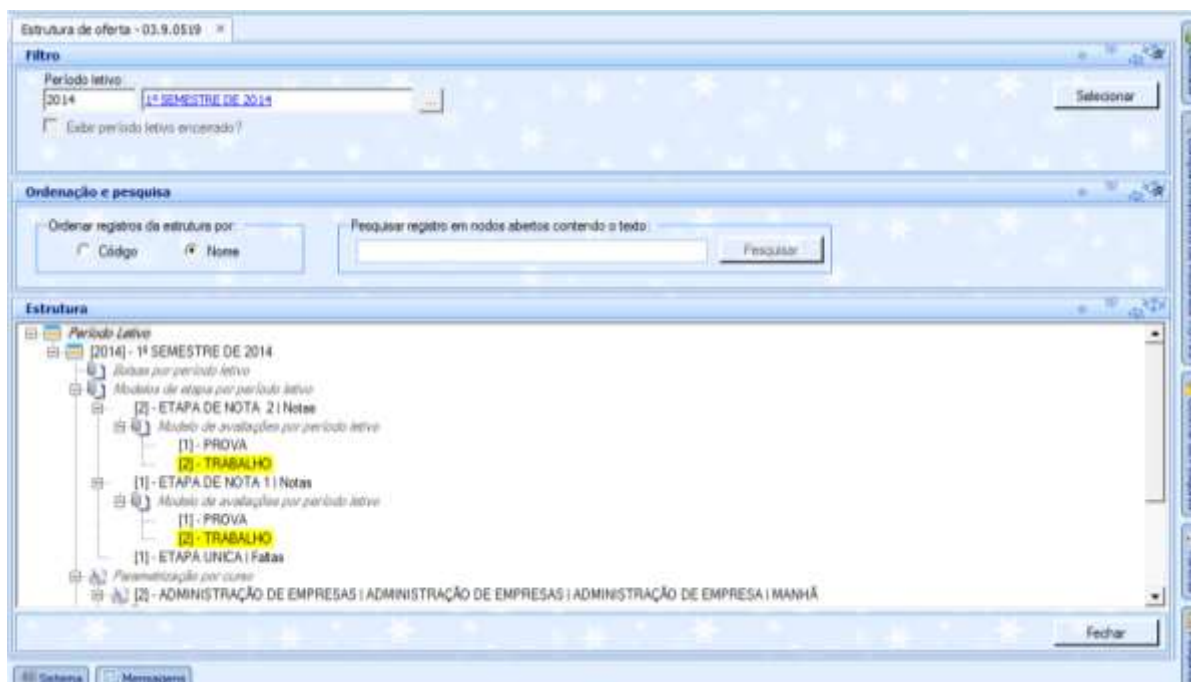 Estrutura de oferta - 03.9.0519
Filtro
Período letivo
2014 1º SEMESTRE DE 2014 ... Selecionar
Exibir período letivo encerrado?
Ordenação e pesquisa
Ordenar registros da estrutura por: Pesquisar registro em nodos abertos contendo o texto:
Código Nome Pesquisar
Estrutura
Período Letivo
[2014] - 1º SEMESTRE DE 2014
Bolsas por período letivo
Modelos de etapa por período letivo
[2] - ETAPA DE NOTA 2 | Notas
Modelo de avaliações por período letivo
[1] - PROVA
[2] - TRABALHO
[1] - ETAPA DE NOTA 1 | Notas
Modelo de avaliações por período letivo
[1] - PROVA
[2] - TRABALHO
[1] - ETAPA UNICA | Faltas
Parametrização por curso
[2] - ADMINISTRAÇÃO DE EMPRESAS | ADMINISTRAÇÃO DE EMPRESAS | ADMINISTRAÇÃO DE EMPRESA | MANHÃ
Fechar
Sistema Mensagens